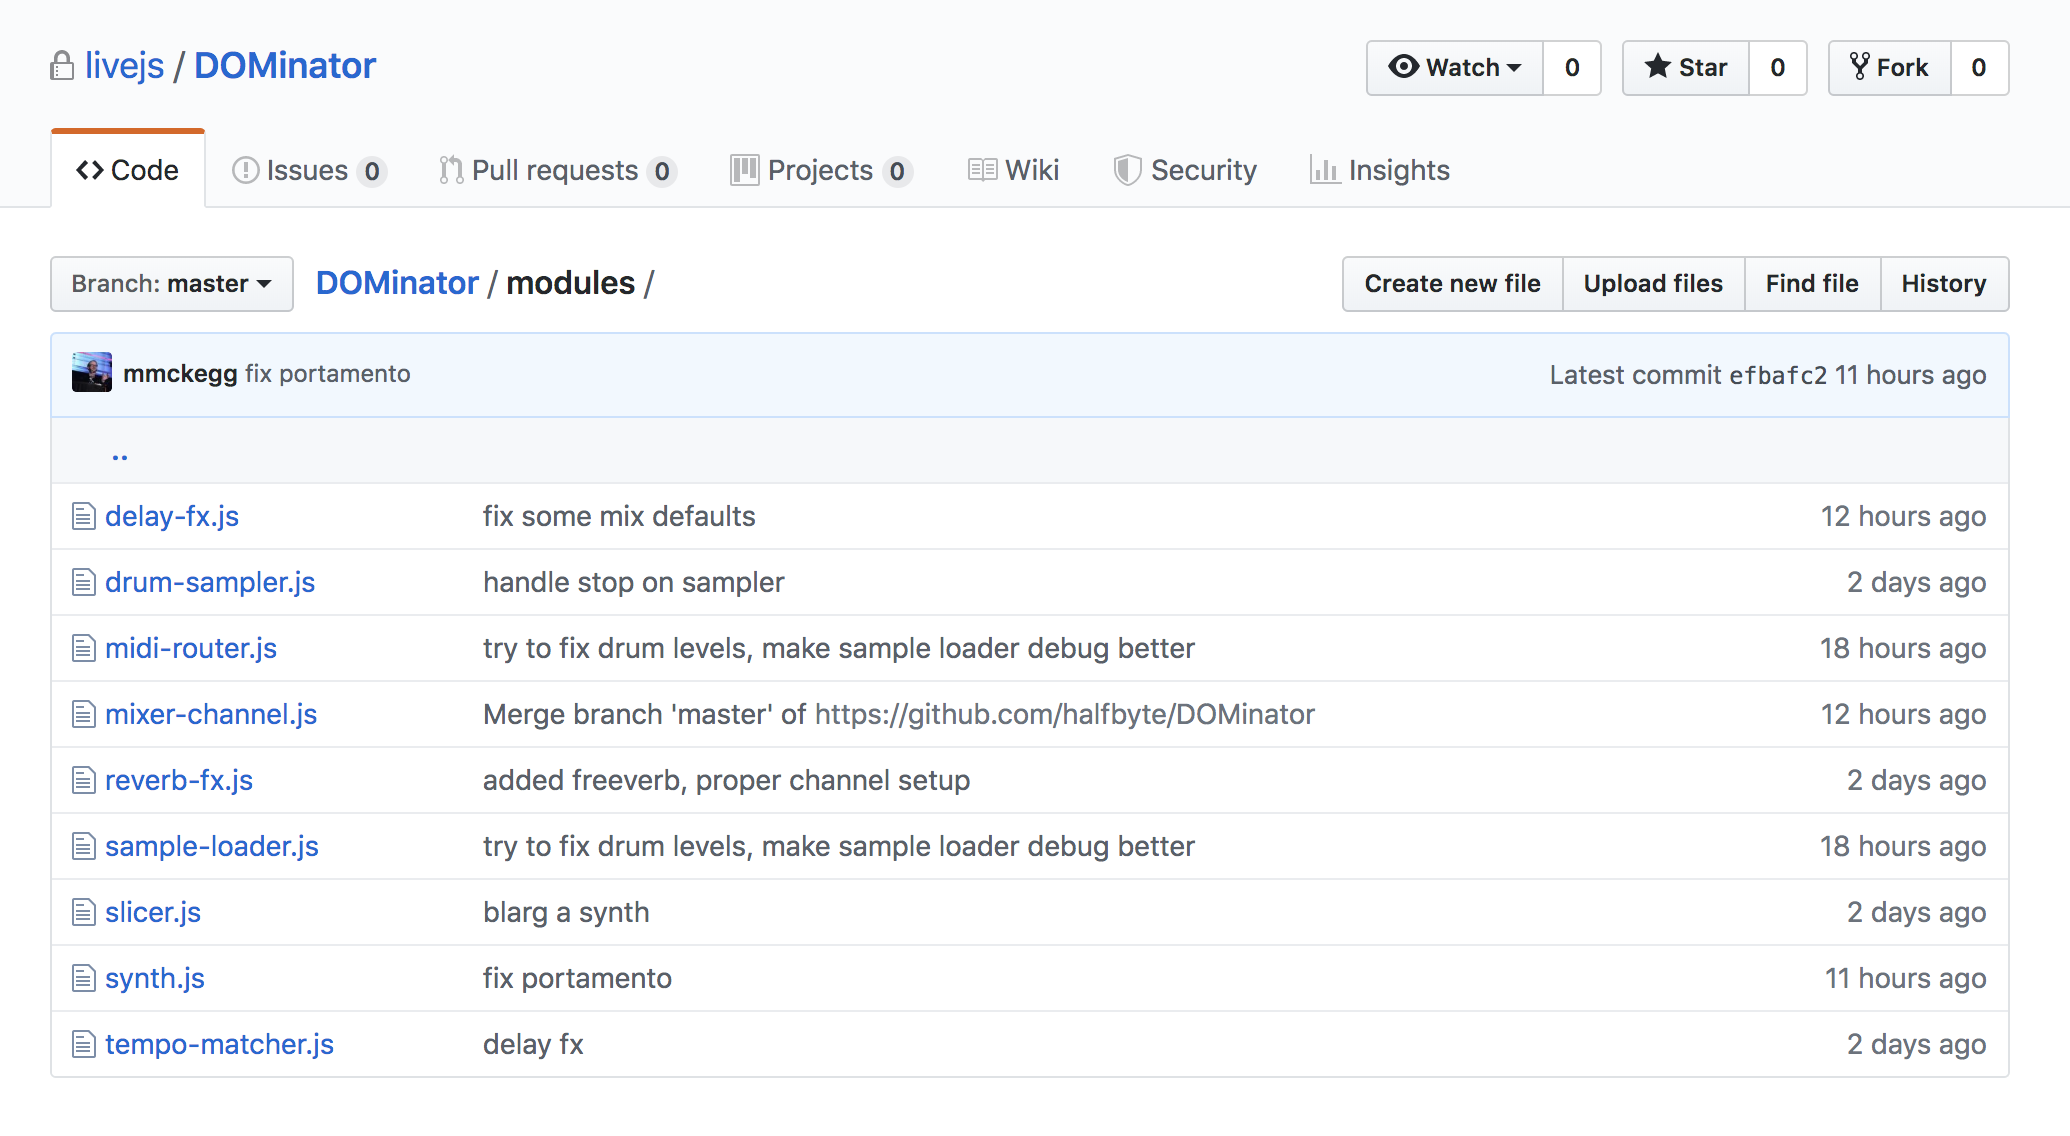 livejs / DOMinator
Watch 0 Star 0 Fork 0
Code Issues 0 Pull requests 0 Projects 0 Wiki Security Insights
Branch: master DOMinator / modules / Create new file Upload files Find file History
mmckegg fix portamento Latest commit efbafc2 11 hours ago
..
delay-fx.js fix some mix defaults 12 hours ago
drum-sampler.js handle stop on sampler 2 days ago
midi-router.js try to fix drum levels, make sample loader debug better 18 hours ago
mixer-channel.js Merge branch 'master' of https://github.com/halfbyte/DOMinator 12 hours ago
reverb-fx.js added freeverb, proper channel setup 2 days ago
sample-loader.js try to fix drum levels, make sample loader debug better 18 hours ago
slicer.js blarg a synth 2 days ago
synth.js fix portamento 11 hours ago
tempo-matcher.js delay fx 2 days ago